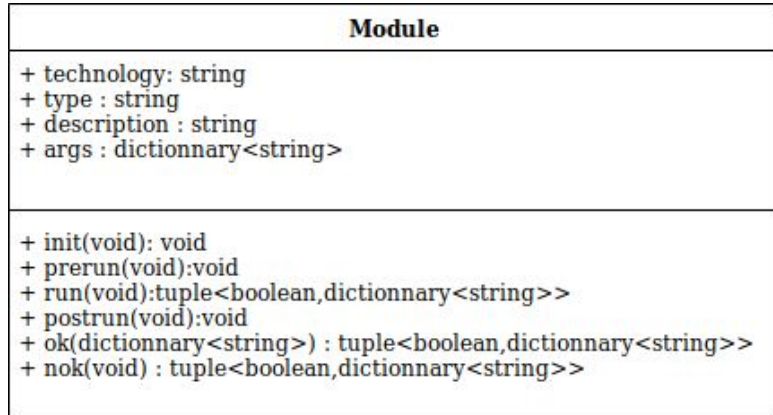 Module
+ technology: string
+ type : string
+ description : string
+ args : dictionnary<string>
+ init(void): void
+ prerun(void):void
+ run(void):tuple<boolean,dictionnary<string>>
+ postrun(void):void
+ ok(dictionnary<string>) : tuple<boolean,dictionnary<string>>
+ nok(void) : tuple<boolean,dictionnary<string>>